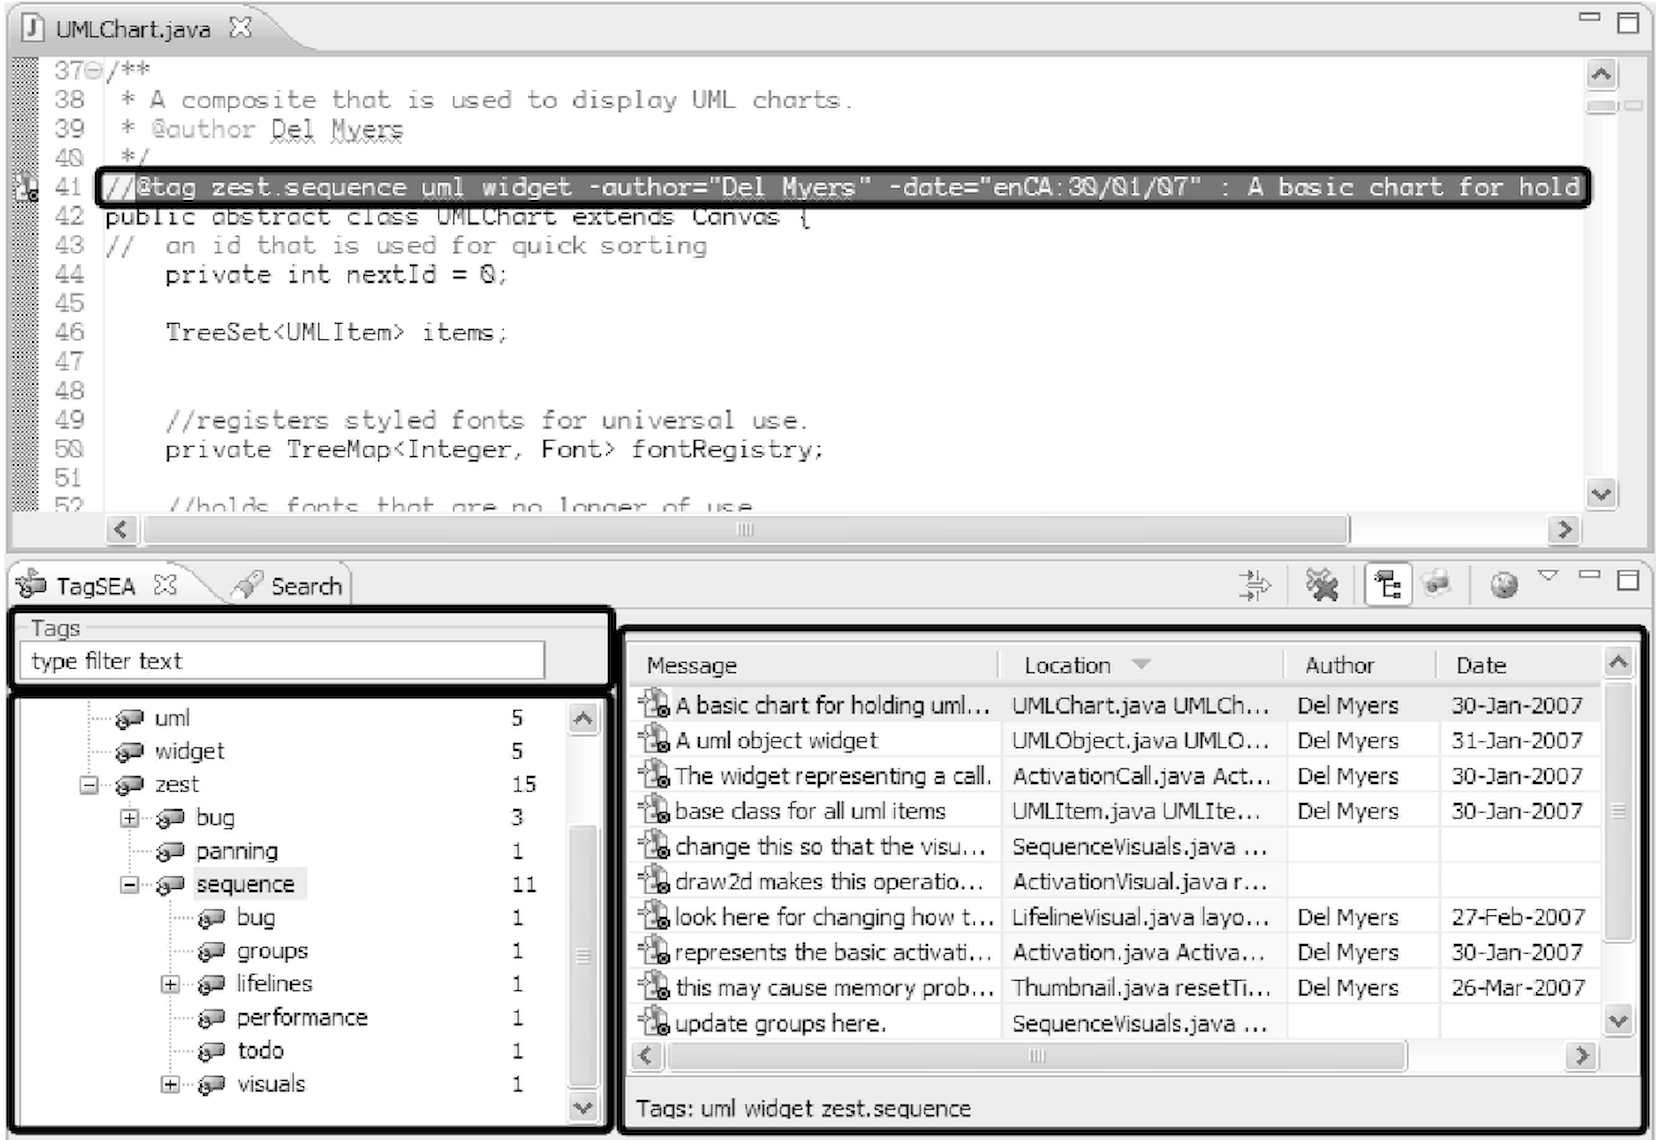 UMLChart.java
37 /**
38 * A composite that is used to display UML charts.
39 * @author Del Myers
40 */
41 //@tag zest.sequence uml widget -author="Del Myers" -date="enCA:30/01/07" : A basic chart for hold
42 public abstract class UMLChart extends Canvas {
43 // an id that is used for quick sorting
44 private int nextId = 0;
45
46 TreeSet<UMLItem> items;
47
48
49 //registers styled fonts for universal use.
50 private TreeMap<Integer, Font> fontRegistry;
51
52 //holds fonts that are no longer of use
TagSEA Search
Tags
type filter text
uml 5
widget 5
zest 15
bug 3
panning 1
sequence 11
bug 1
groups 1
lifelines 1
performance 1
todo 1
visuals 1
Message Location Author Date
A basic chart for holding uml... UMLChart.java UMLCh... Del Myers 30-Jan-2007
A uml object widget UMLObject.java UMLO... Del Myers 31-Jan-2007
The widget representing a call. ActivationCall.java Act... Del Myers 30-Jan-2007
base class for all uml items UMLItem.java UMLIte... Del Myers 30-Jan-2007
change this so that the visu... SequenceVisuals.java ...
draw2d makes this operatio... ActivationVisual.java r...
look here for changing how t... LifelineVisual.java layo... Del Myers 27-Feb-2007
represents the basic activati... Activation.java Activa... Del Myers 30-Jan-2007
this may cause memory prob... Thumbnail.java resetTi... Del Myers 26-Mar-2007
update groups here. SequenceVisuals.java ...
Tags: uml widget zest.sequence